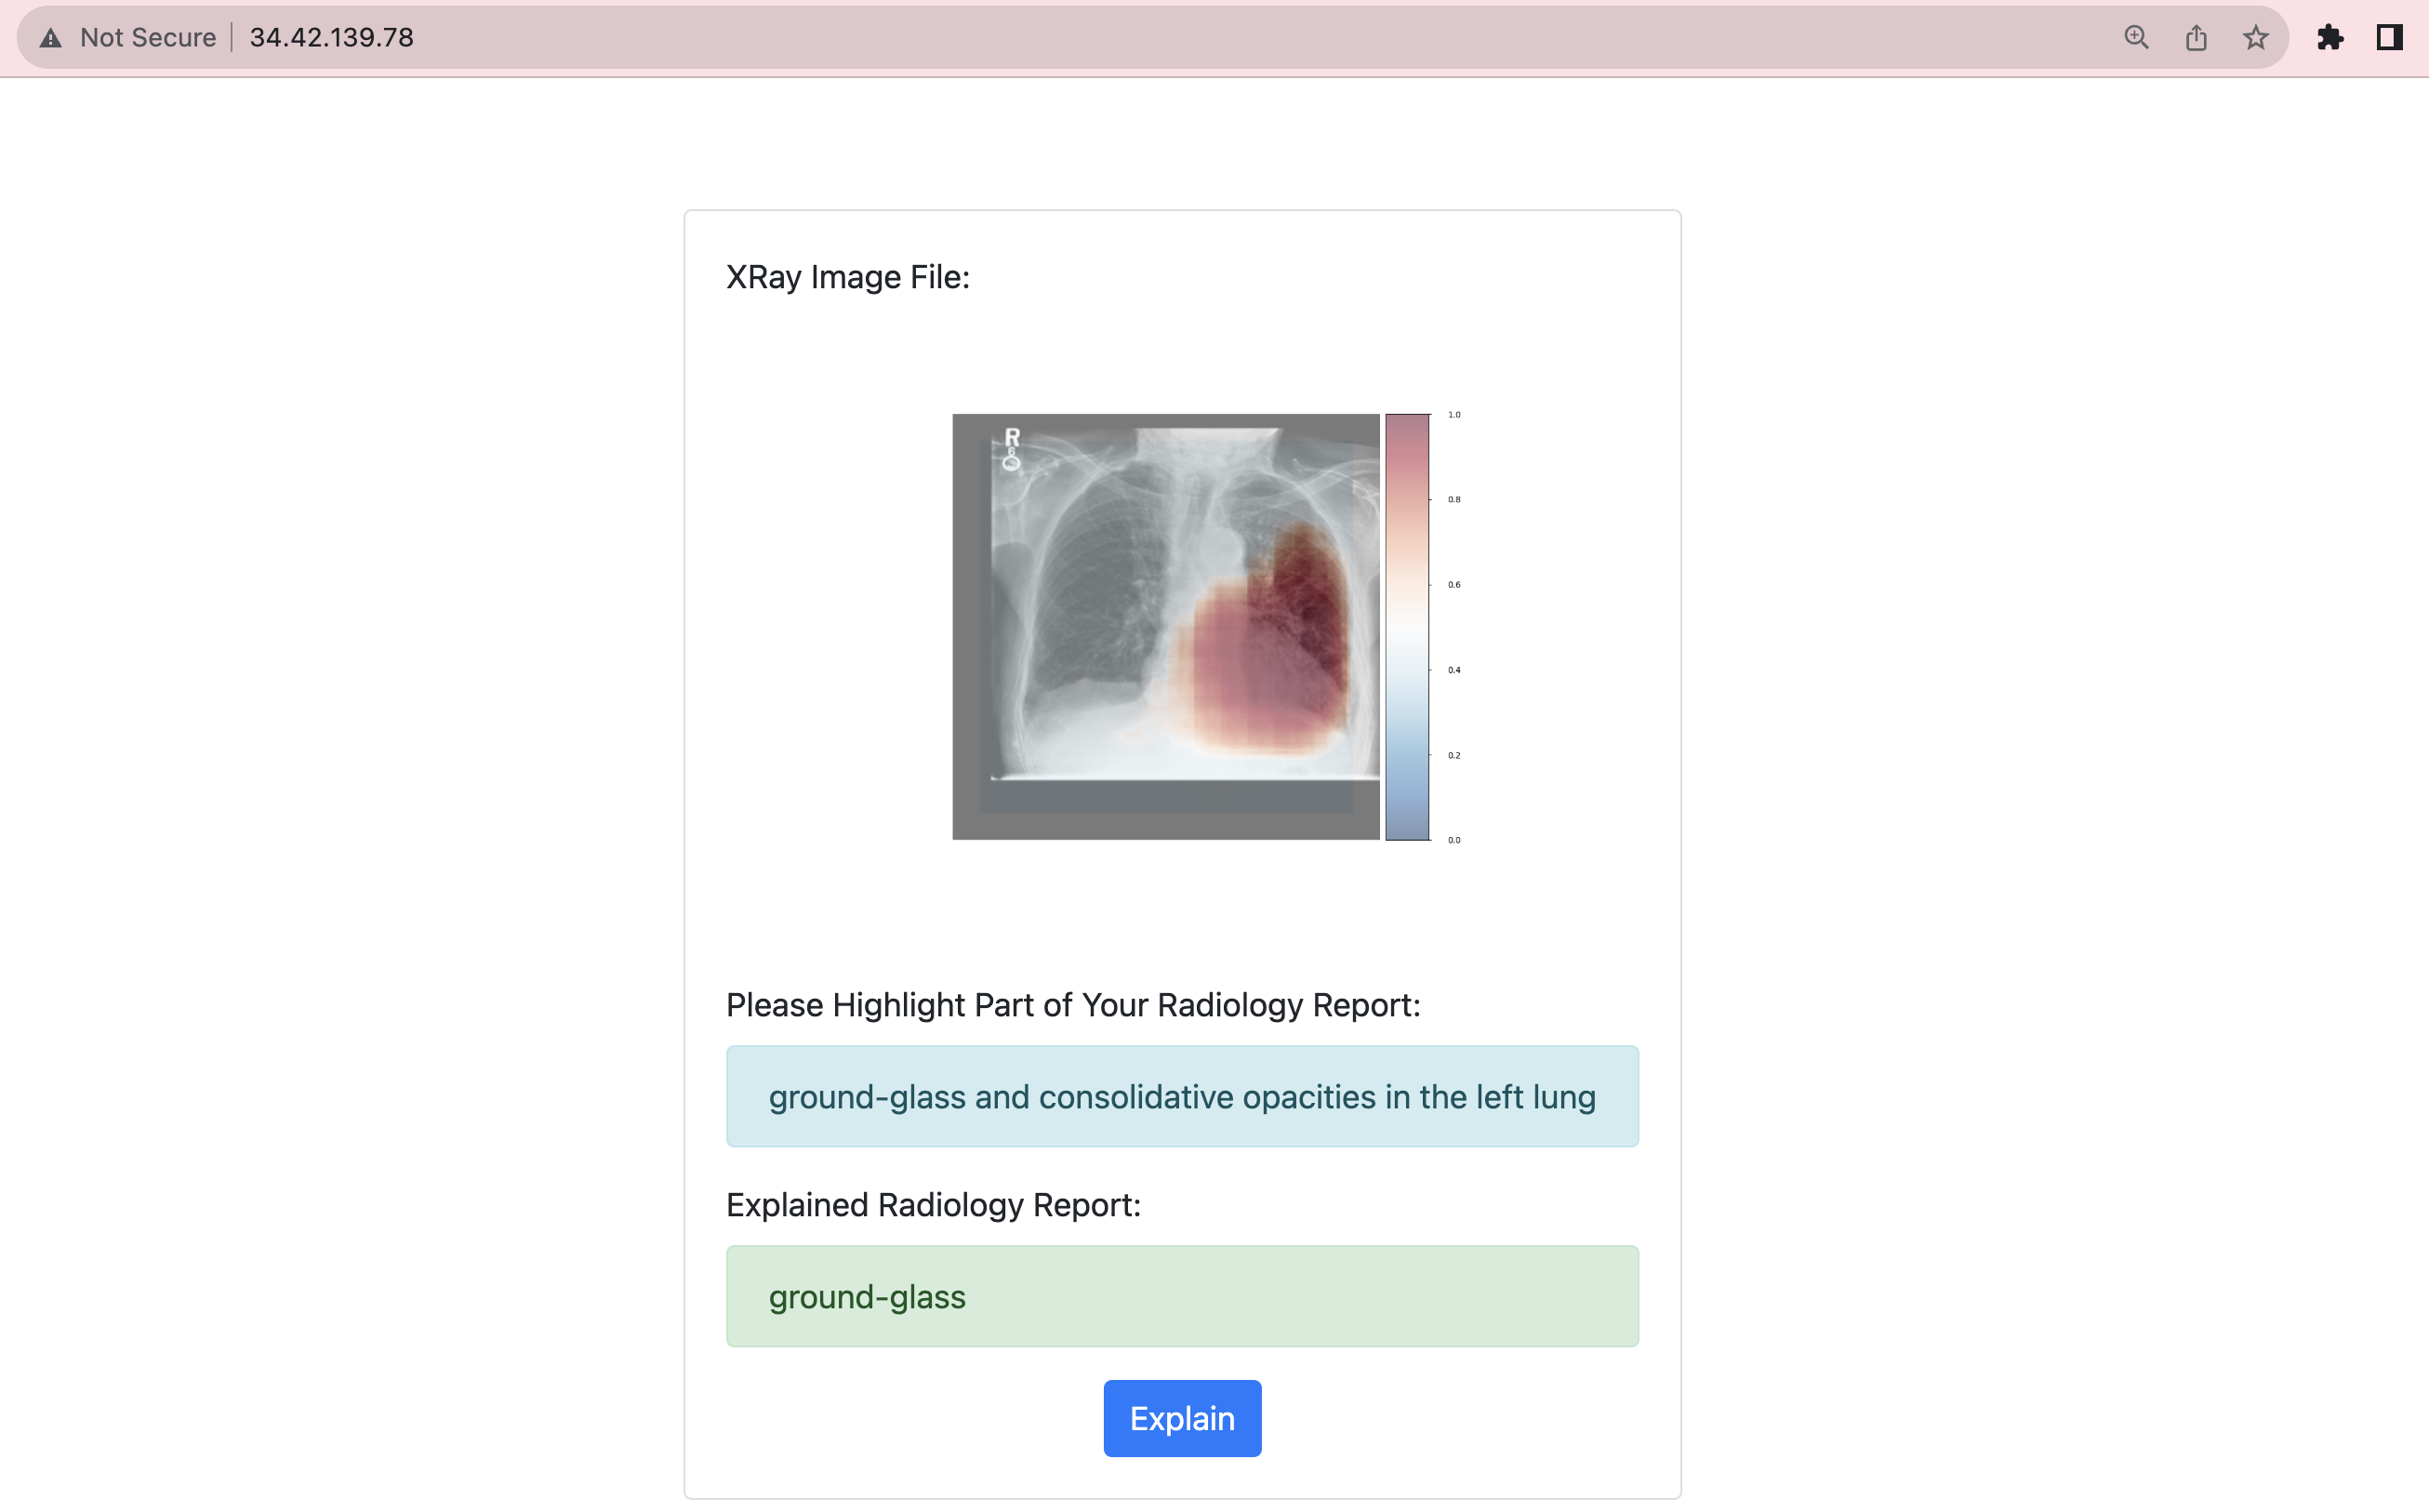 Not Secure 34.42.139.78
XRay Image File:
R
6
1.0
0.8
0.6
0.4
0.2
0.0
Please Highlight Part of Your Radiology Report:
ground-glass and consolidative opacities in the left lung
Explained Radiology Report:
ground-glass
Explain